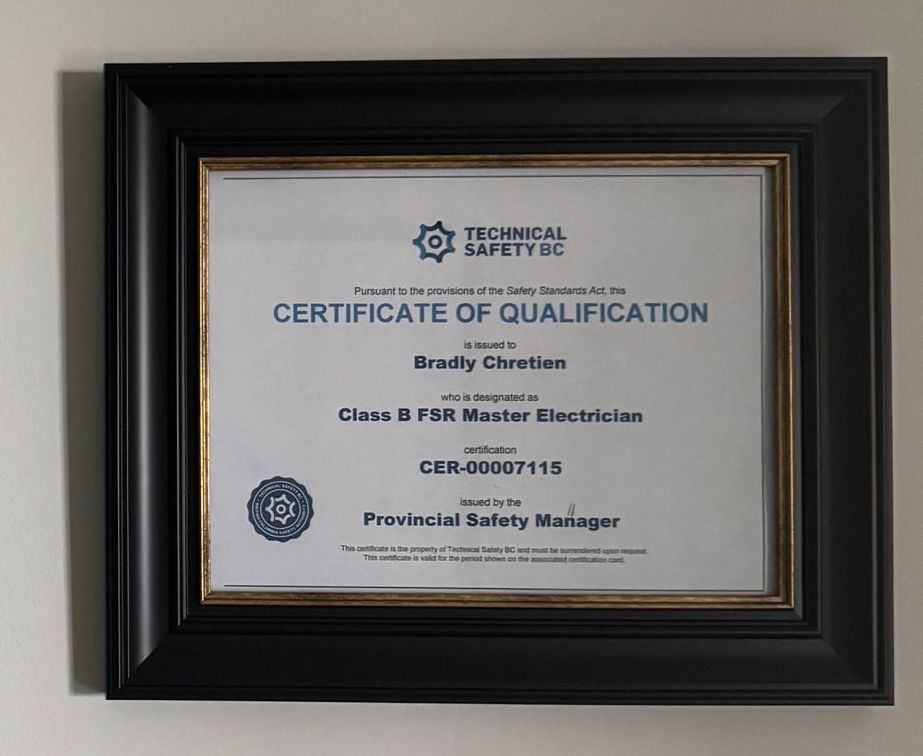 TECHNICAL
SAFETY BC
Pursuant to the provisions of the Safety Standards Act, this
CERTIFICATE OF QUALIFICATION
is issued to
Bradly Chretien
who is designated as
Class B FSR Master Electrician
certification
CER-00007115
issued by the
Provincial Safety Manager
This certificate is the property of Technical Safety BC and must be surrendered upon request.
This certificate is valid for the period shown on the associated certification card.
TECHNICAL SAFETY BC